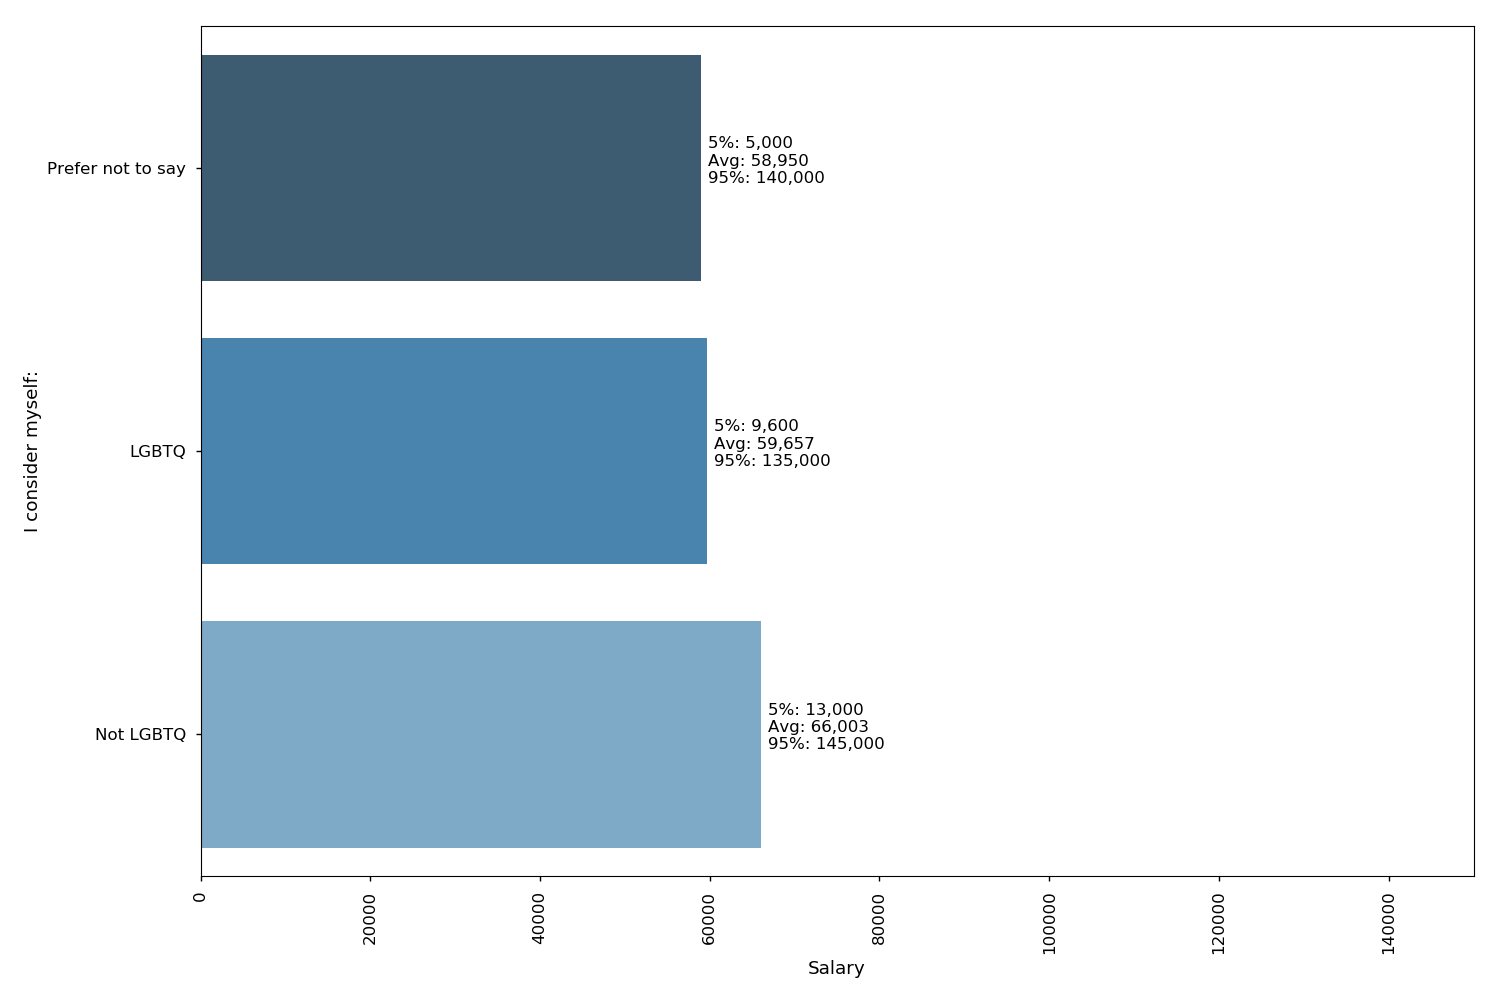 Prefer not to say
5%: 5,000
Avg: 58,950
95%: 140,000
I consider myself:
LGBTQ
5%: 9,600
Avg: 59,657
95%: 135,000
Not LGBTQ
5%: 13,000
Avg: 66,003
95%: 145,000
0
20000
40000
60000
80000
100000
120000
140000
Salary